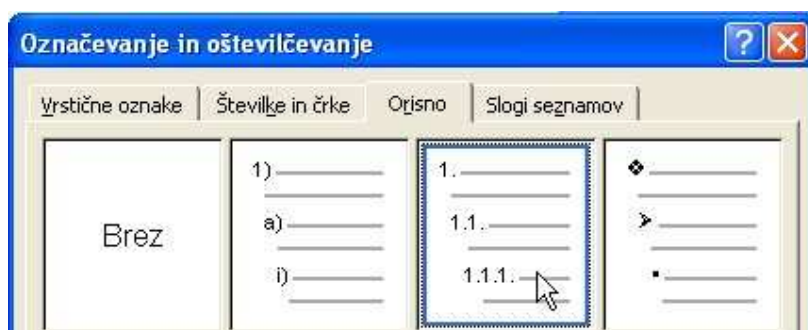 Označevanje in oštevilčevanje
Vrstične oznake Številke in črke Orisno Slogi seznamov
Brez
1) 1.
a) 1.1.
i) 1.1.1.